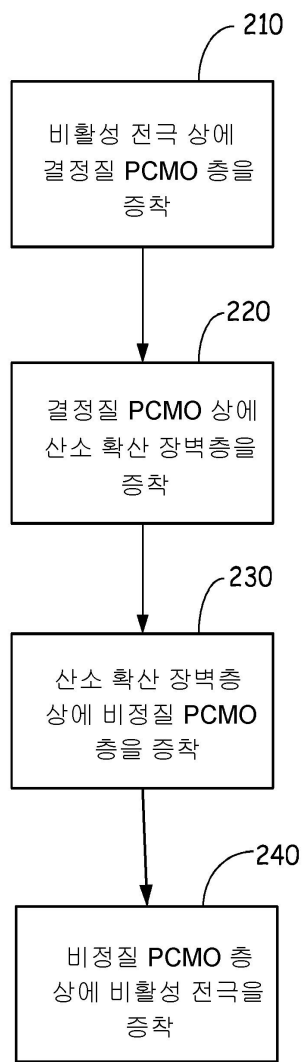 210
비활성 전극 상에
결정질 PCMO 층을
증착
220
결정질 PCMO 상에
산소 확산 장벽층을
증착
230
산소 확산 장벽층
상에 비정질 PCMO
층을 증착
240
비정질 PCMO 층
상에 비활성 전극을
증착